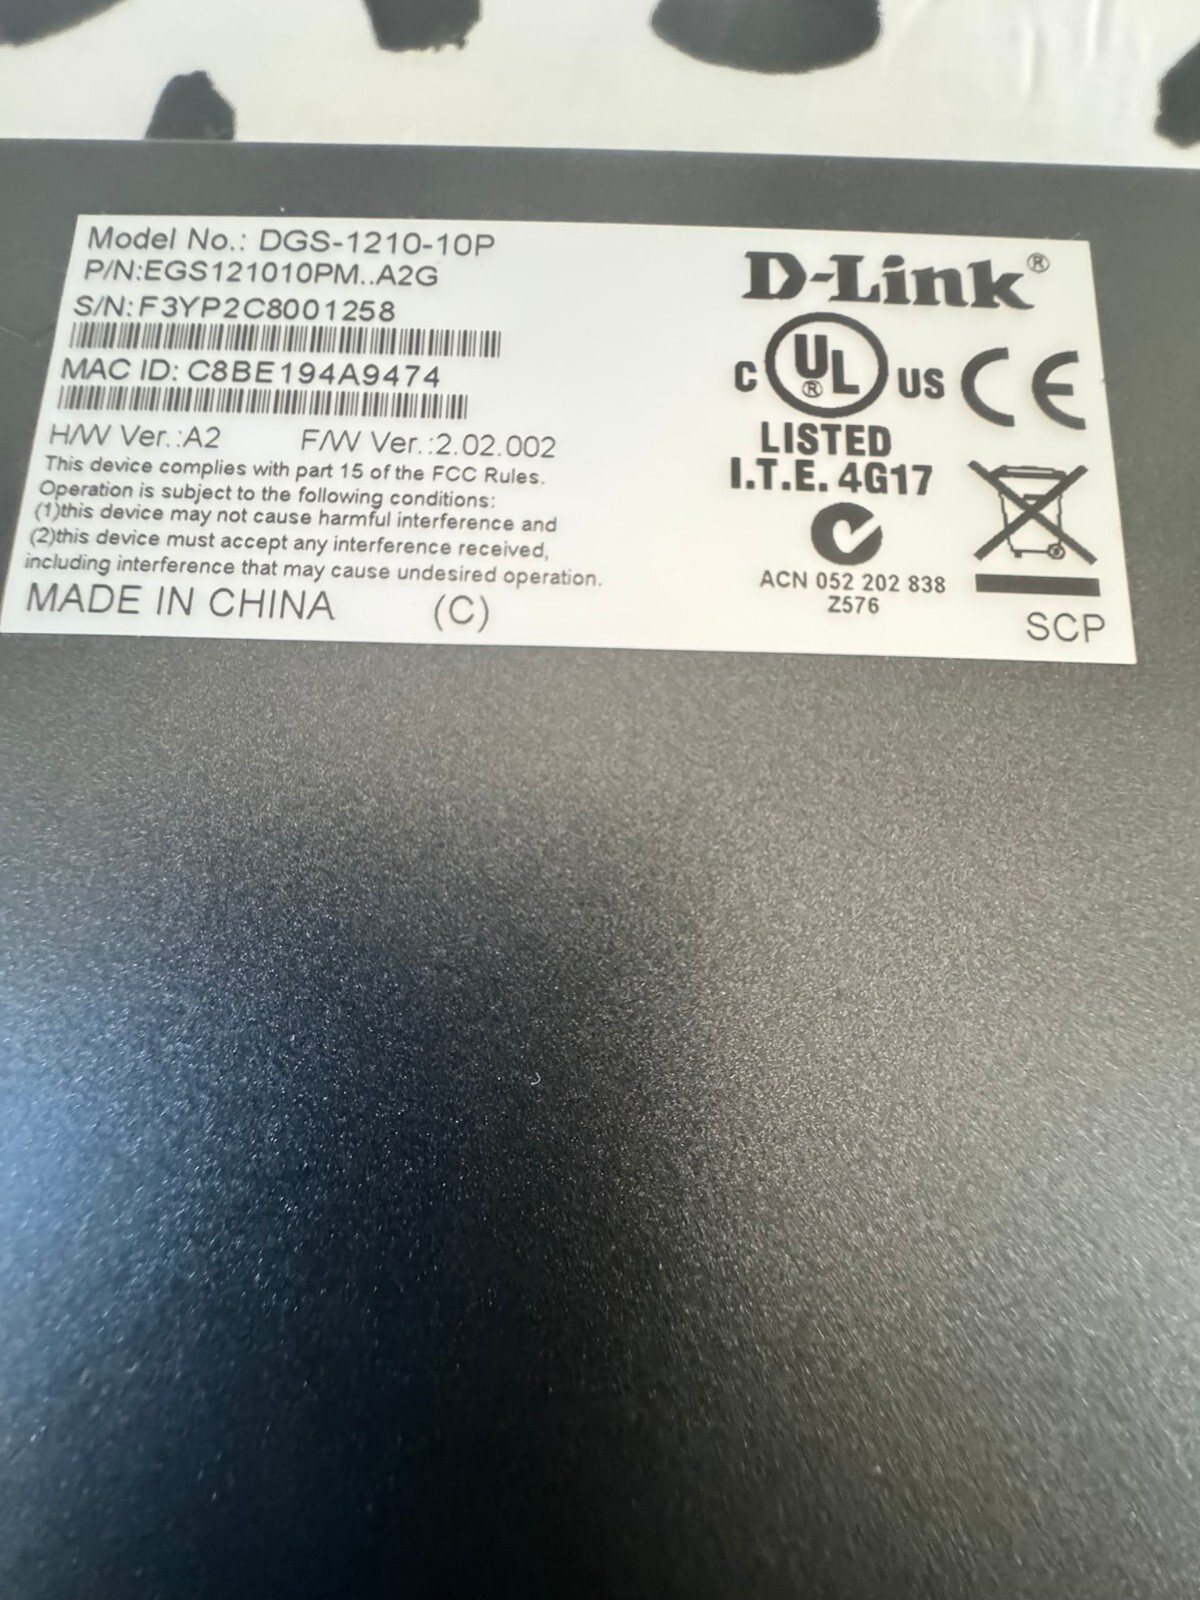 Model No.: DGS-1210-10P
P/N:EGS121010PM..A2G
S/N: F3YP2C8001258
MAC ID: C8BE194A9474
H/W Ver.:A2 F/W Ver.:2.02.002
This device complies with part 15 of the FCC Rules.
Operation is subject to the following conditions:
(1)this device may not cause harmful interference and
(2)this device must accept any interference received,
including interference that may cause undesired operation.
MADE IN CHINA (C)
D-Link®
C UL® US CE
LISTED
I.T.E. 4G17
ACN 052 202 838
Z576
SCP